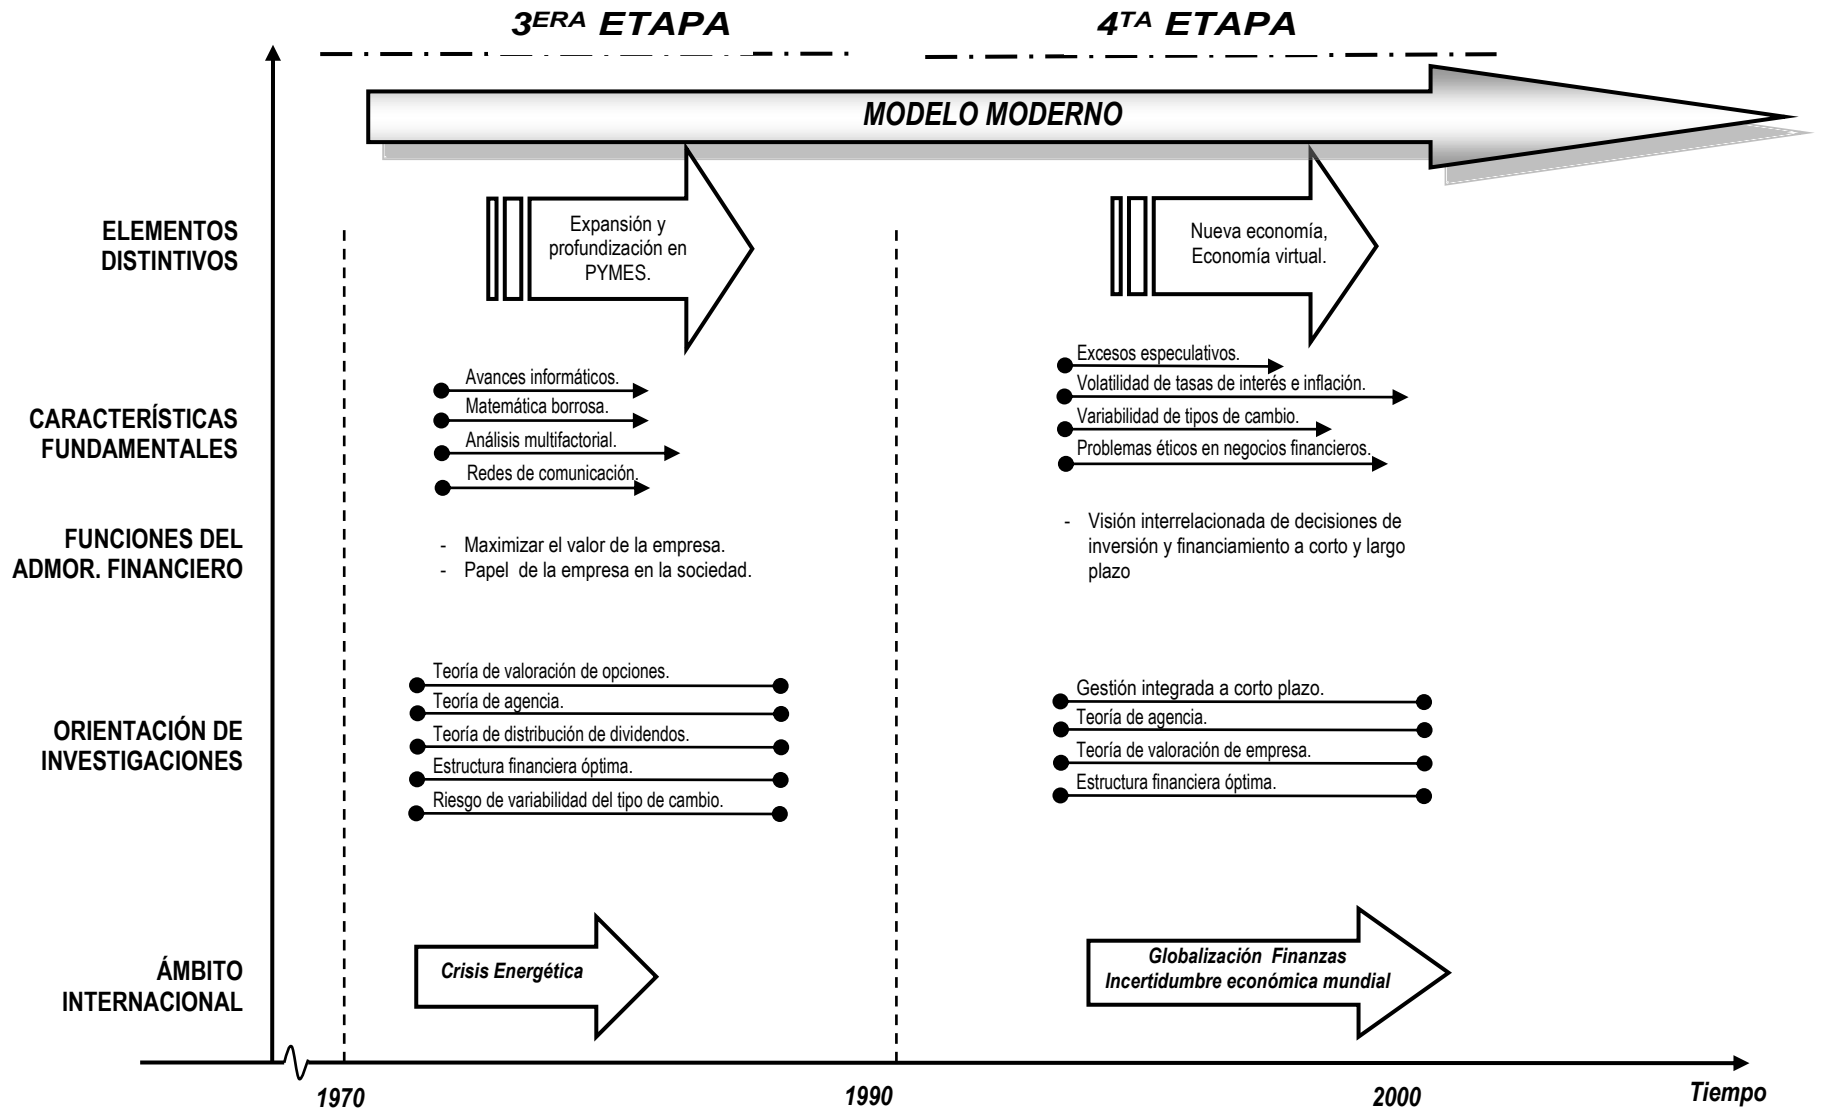 3ERA ETAPA
4TA ETAPA
MODELO MODERNO
ELEMENTOS
DISTINTIVOS
Expansión y
profundización en
PYMES.
Nueva economía,
Economía virtual.
CARACTERÍSTICAS
FUNDAMENTALES
Avances informáticos.
Matemática borrosa.
Análisis multifactorial.
Redes de comunicación.
Excesos especulativos.
Volatilidad de tasas de interés e inflación.
Variabilidad de tipos de cambio.
Problemas éticos en negocios financieros.
FUNCIONES DEL
ADMOR. FINANCIERO
- Maximizar el valor de la empresa.
- Papel de la empresa en la sociedad.
- Visión interrelacionada de decisiones de
inversión y financiamiento a corto y largo
plazo
ORIENTACIÓN DE
INVESTIGACIONES
Teoría de valoración de opciones.
Teoría de agencia.
Teoría de distribución de dividendos.
Estructura financiera óptima.
Riesgo de variabilidad del tipo de cambio.
Gestión integrada a corto plazo.
Teoría de agencia.
Teoría de valoración de empresa.
Estructura financiera óptima.
ÁMBITO
INTERNACIONAL
Crisis Energética
Globalización Finanzas
Incertidumbre económica mundial
1970
1990
2000
Tiempo